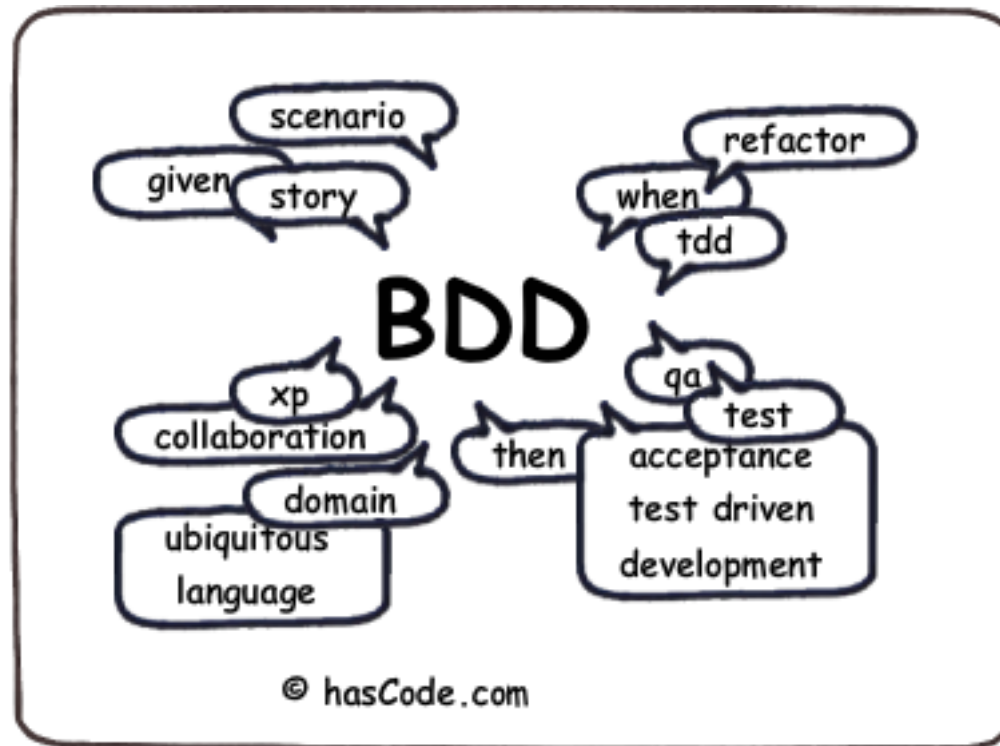 scenario
refactor
given
story
when
tdd
BDD
xp
qa
test
collaboration
then
acceptance
test driven
development
domain
ubiquitous
language
© hasCode.com